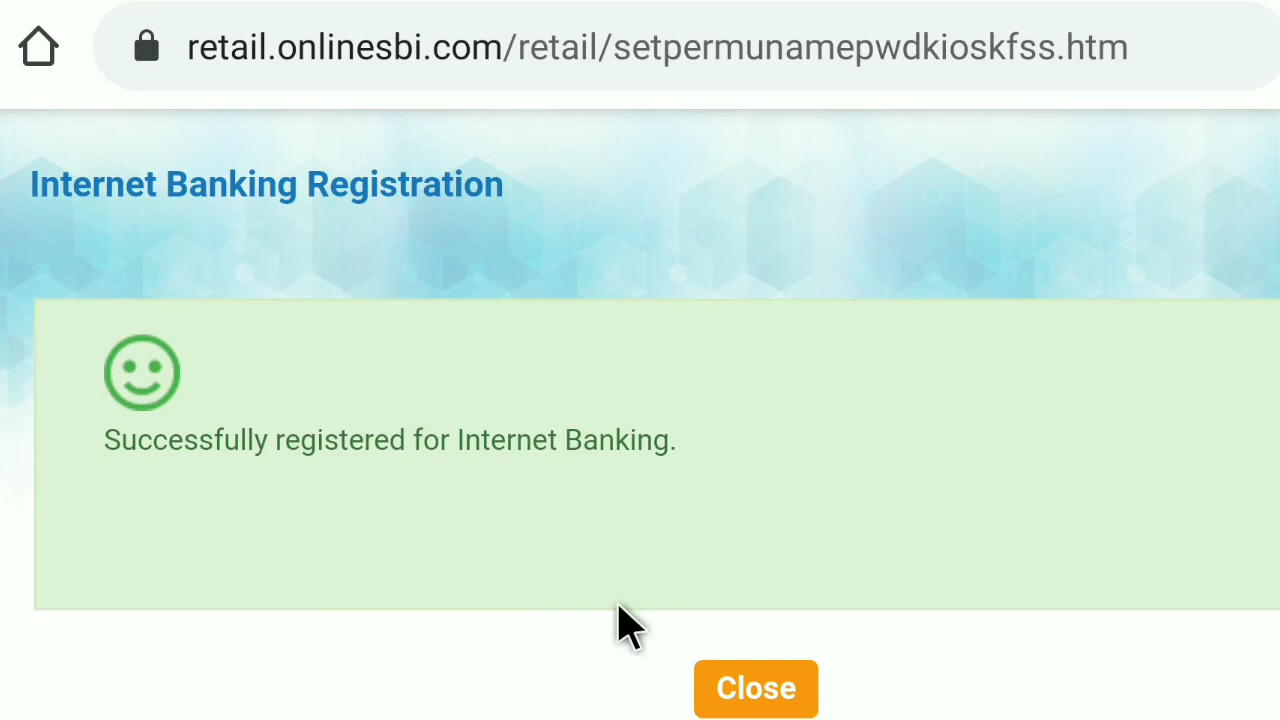 retail.onlinesbi.com/retail/setpermunamepwdkioskfss.htm
Internet Banking Registration
Successfully registered for Internet Banking.
Close